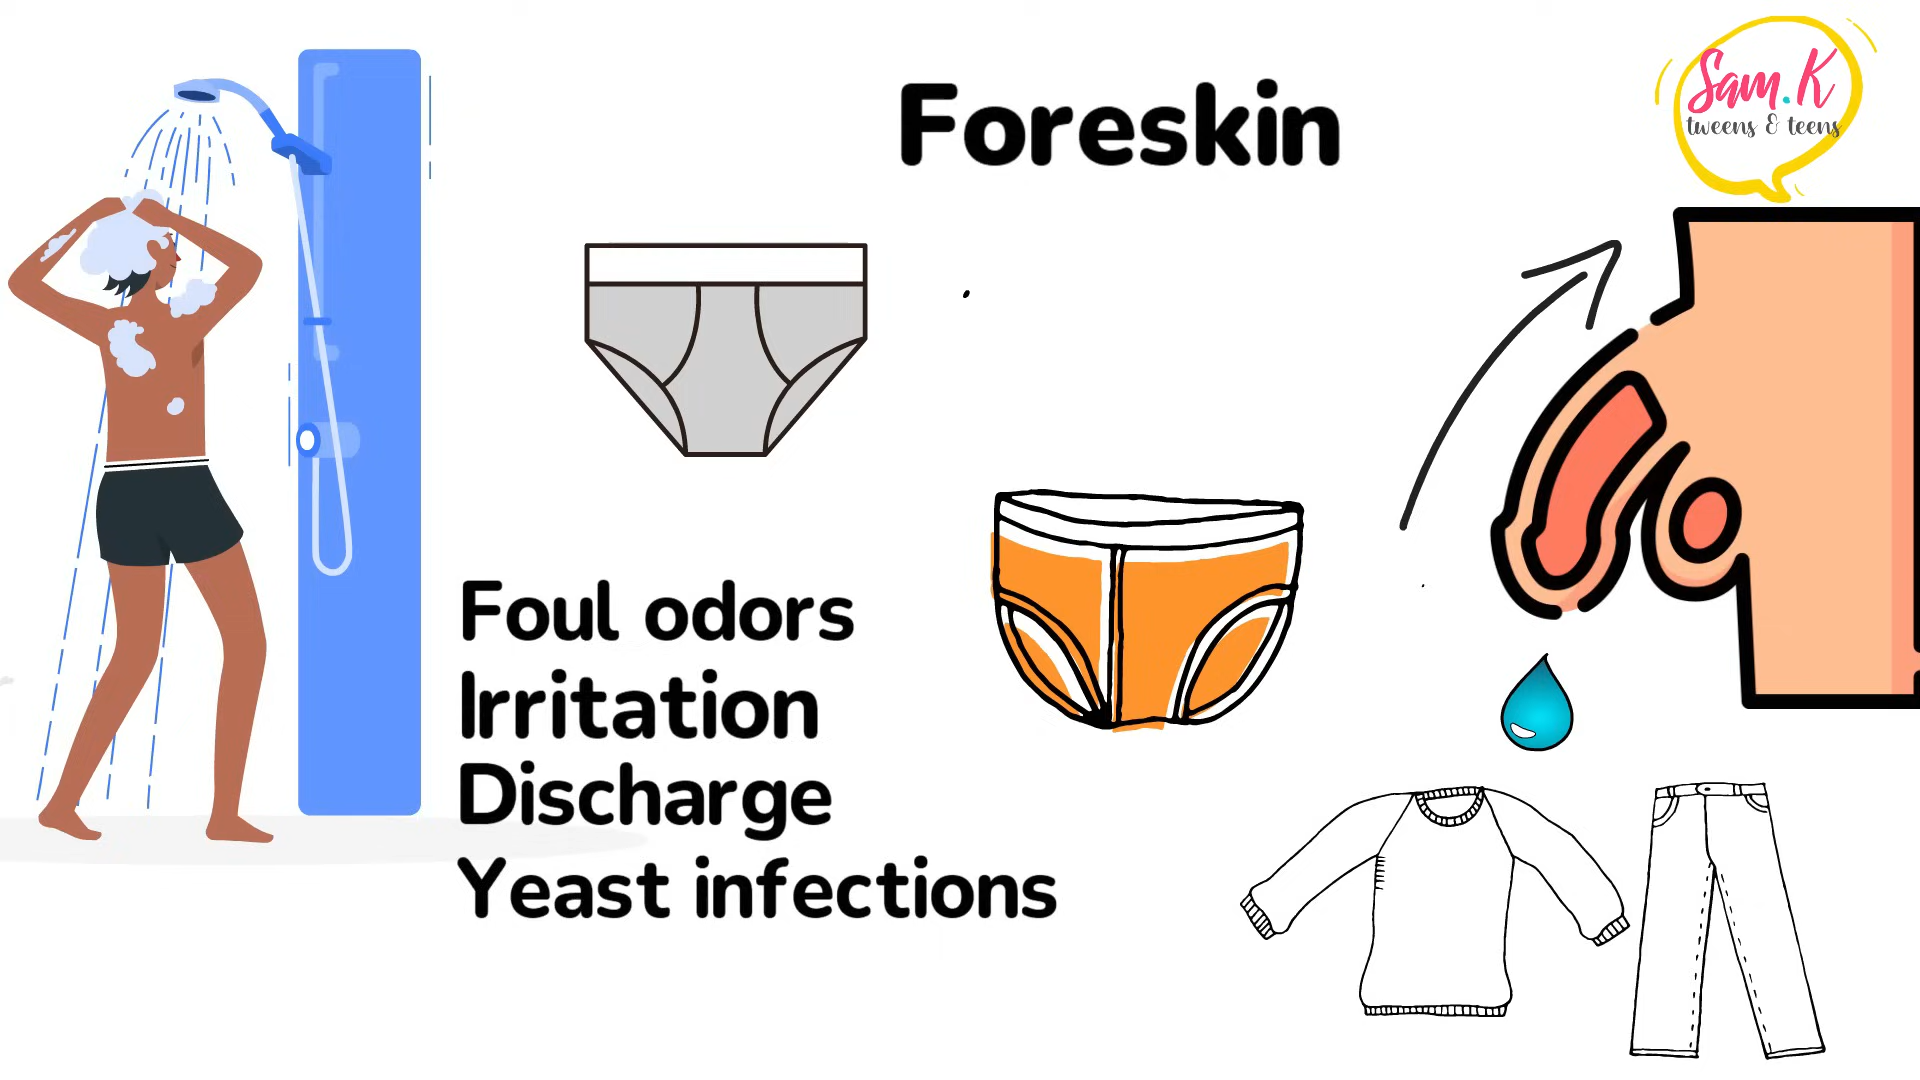 Foreskin
Sam.K
tweens & teens
Foul odors
Irritation
Discharge
Yeast infections